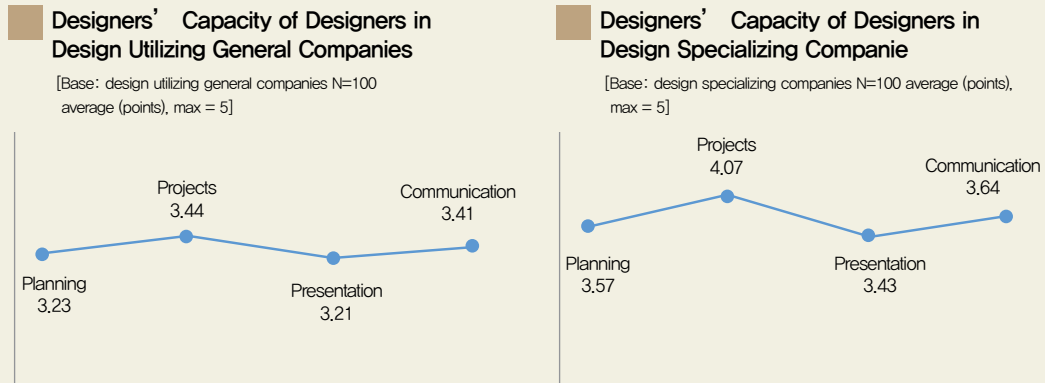 Designers’ Capacity of Designers in
Design Utilizing General Companies
[Base: design utilizing general companies N=100
average (points), max = 5]
Projects
3.44
Communication
3.41
Planning
3.23
Presentation
3.21
Designers’ Capacity of Designers in
Design Specializing Companie
[Base: design specializing companies N=100 average (points),
max = 5]
Projects
4.07
Communication
3.64
Planning
3.57
Presentation
3.43